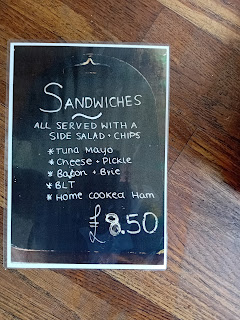 SANDWICHES
ALL SERVED WITH A
SIDE SALAD + CHIPS
* Tuna Mayo
* Cheese + Pickle
* Bacon + Brie
* BLT
* Home cooked Ham
£8.50